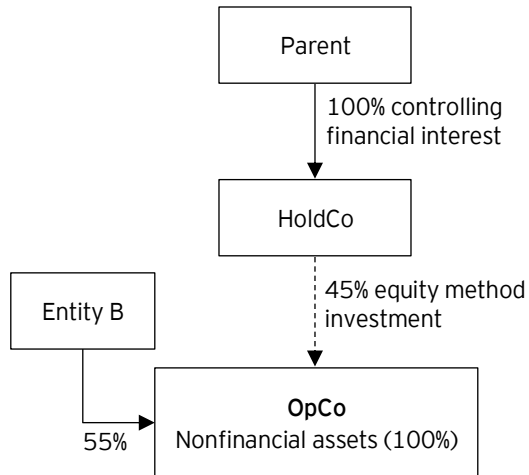 Parent
100% controlling
financial interest
HoldCo
45% equity method
investment
Entity B
55%
OpCo
Nonfinancial assets (100%)